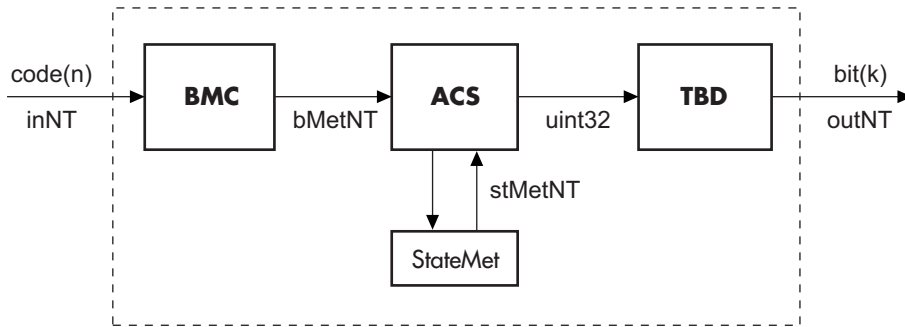 code(n)
inNT
BMC
bMetNT
ACS
uint32
TBD
bit(k)
outNT
stMetNT
StateMet